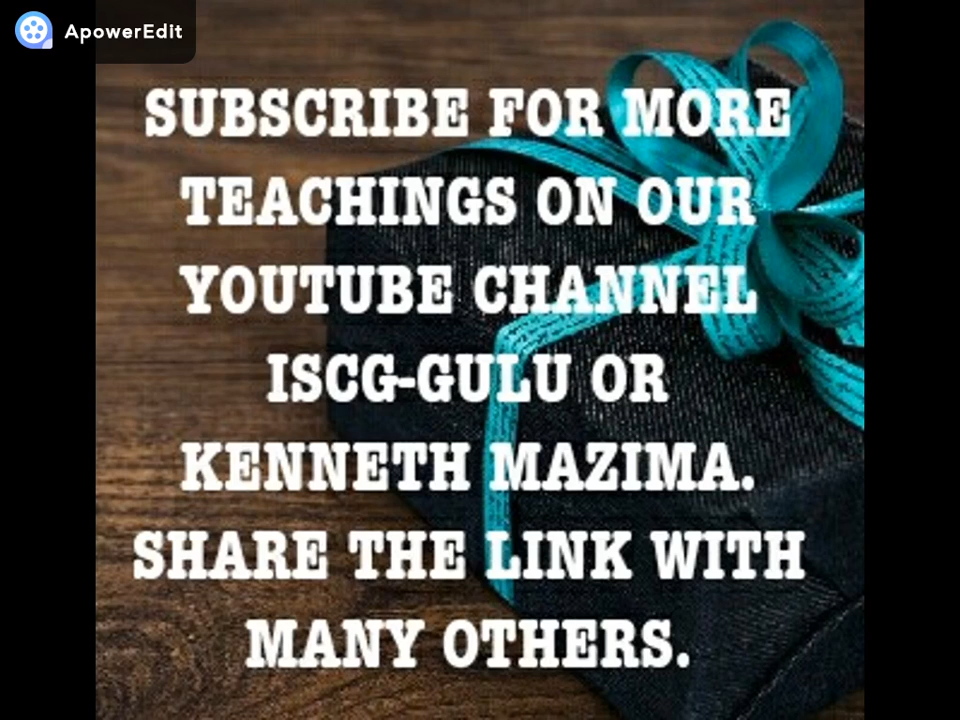 ApowerEdit
SUBSCRIBE FOR MORE
TEACHINGS ON OUR
YOUTUBE CHANNEL
ISCG-GULU OR
KENNETH MAZIMA.
SHARE THE LINK WITH
MANY OTHERS.